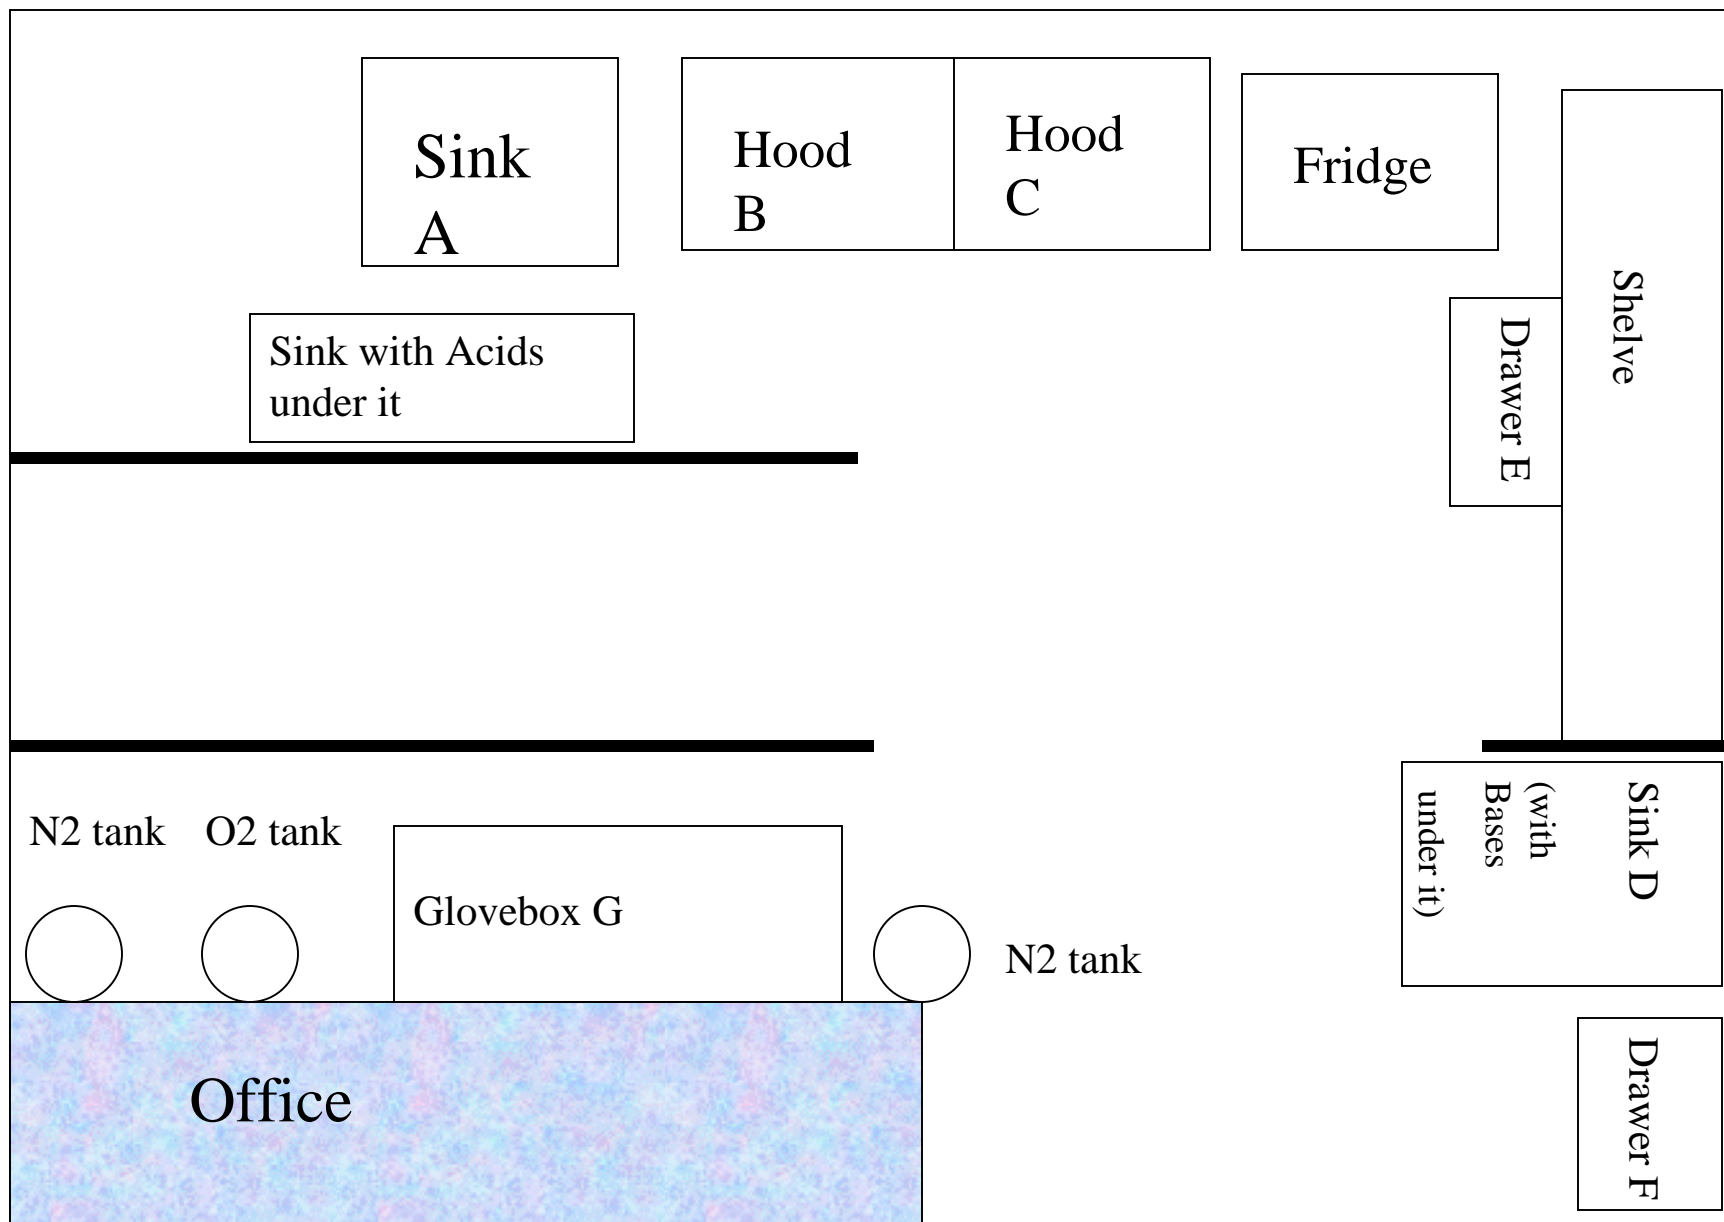 Sink
A
Hood
B
Hood
C
Fridge
Shelve
Drawer E
Sink with Acids
under it
N2 tank
O2 tank
Glovebox G
N2 tank
Sink D
(with
Bases
under it)
Office
Drawer F